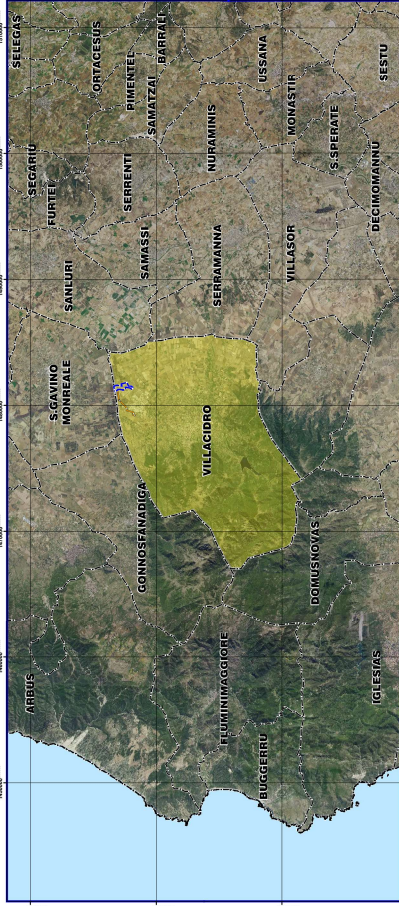 SELEGAS
ARBUS
SEGARIU
S.GAVINO
MONREALE
FURTEI
SANLURI
ORTACESUS
SERRENTI
PIMENTEL
GONNOSFANADIGA
SAMASSI
SAMATZAI
BARRALI
VILLACIDRO
NURAMINIS
SERRAMANNA
FLUMINIMAGGIORE
BUGGERRU
USSANA
VILLASOR
MONASTIR
DOMUSNOVAS
S.SPERATE
IGLESIAS
DECIMOMANNU
SESTU